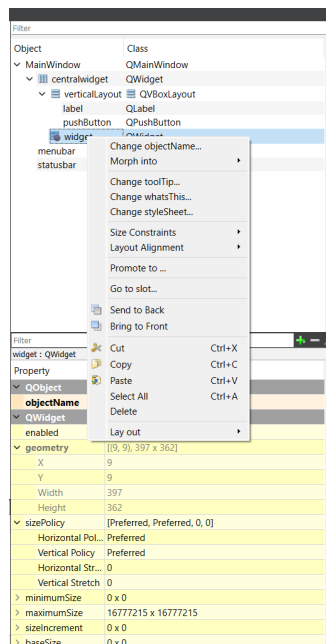 Filter
Object Class
MainWindow QMainWindow
centralwidget QWidget
verticalLayout QVBoxLayout
label QLabel
pushButton QPushButton
widget
menubar
statusbar
Change objectName...
Morph into
Change toolTip...
Change whatsThis...
Change styleSheet...
Size Constraints
Layout Alignment
Promote to ...
Go to slot...
Send to Back
Bring to Front
Cut Ctrl+X
Copy Ctrl+C
Paste Ctrl+V
Select All Ctrl+A
Delete
Lay out
Filter
widget : QWidget
Property
QObject
objectName
QWidget
enabled
geometry [(9, 9), 397 x 362]
X 9
Y 9
Width 397
Height 362
sizePolicy [Preferred, Preferred, 0, 0]
Horizontal Pol... Preferred
Vertical Policy Preferred
Horizontal Str... 0
Vertical Stretch 0
minimumSize 0 x 0
maximumSize 16777215 x 16777215
sizeIncrement 0 x 0
baseSize 0 x 0